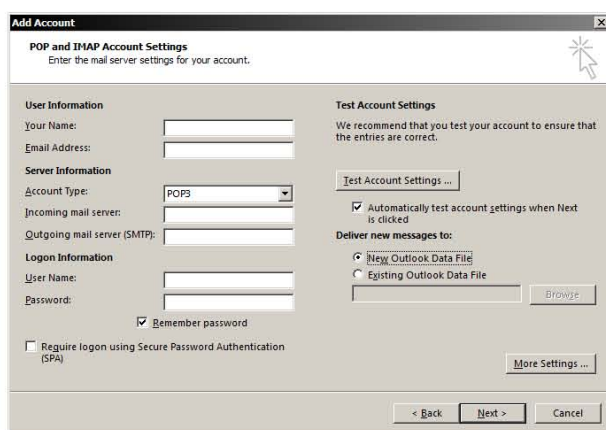 Add Account
POP and IMAP Account Settings
Enter the mail server settings for your account.
User Information
Your Name:
Email Address:
Server Information
Account Type:
POP3
Incoming mail server:
Outgoing mail server (SMTP):
Logon Information
User Name:
Password:
Remember password
Require logon using Secure Password Authentication
(SPA)
Test Account Settings
We recommend that you test your account to ensure that
the entries are correct.
Test Account Settings ...
Automatically test account settings when Next
is clicked
Deliver new messages to:
New Outlook Data File
Existing Outlook Data File
Browse
More Settings ...
< Back
Next >
Cancel